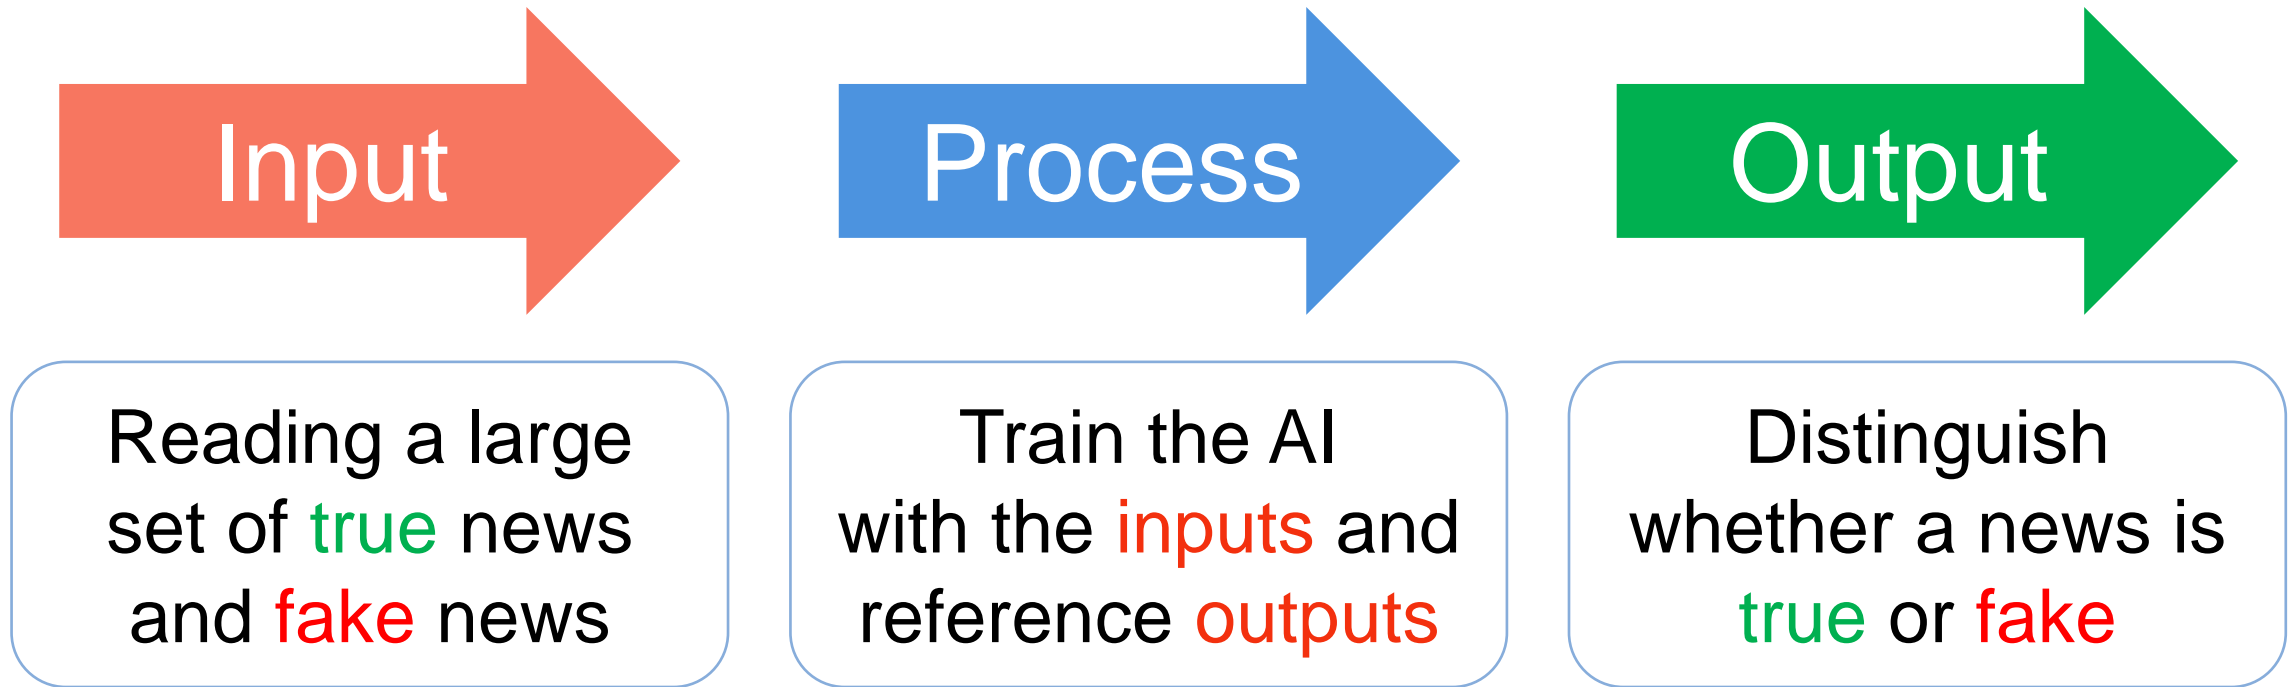 Input
Process
Output
Reading a large
set of true news
and fake news
Train the AI
with the inputs and
reference outputs
Distinguish
whether a news is
true or fake